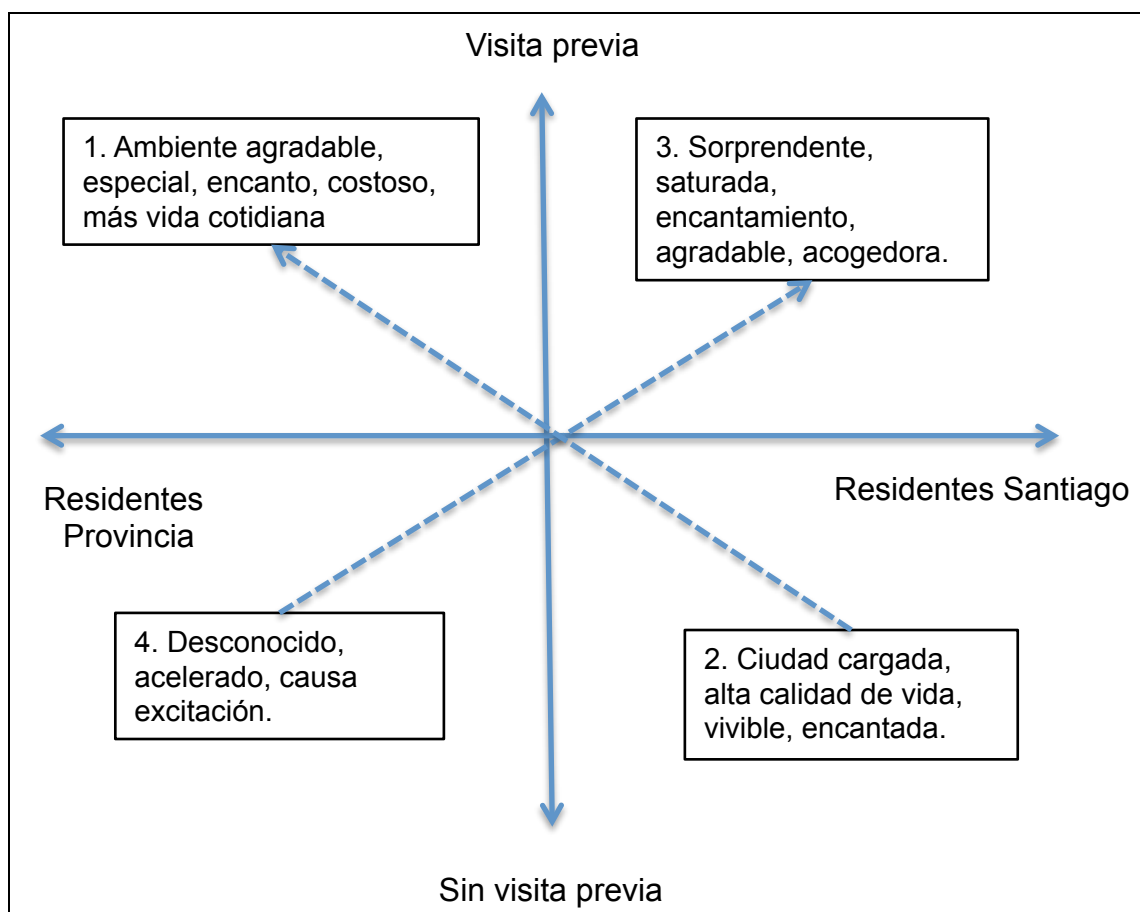 Visita previa
1. Ambiente agradable,
especial, encanto, costoso,
más vida cotidiana
3. Sorprendente,
saturada,
encantamiento,
agradable, acogedora.
Residentes
Provincia
Residentes Santiago
4. Desconocido,
acelerado, causa
excitación.
2. Ciudad cargada,
alta calidad de vida,
vivible, encantada.
Sin visita previa